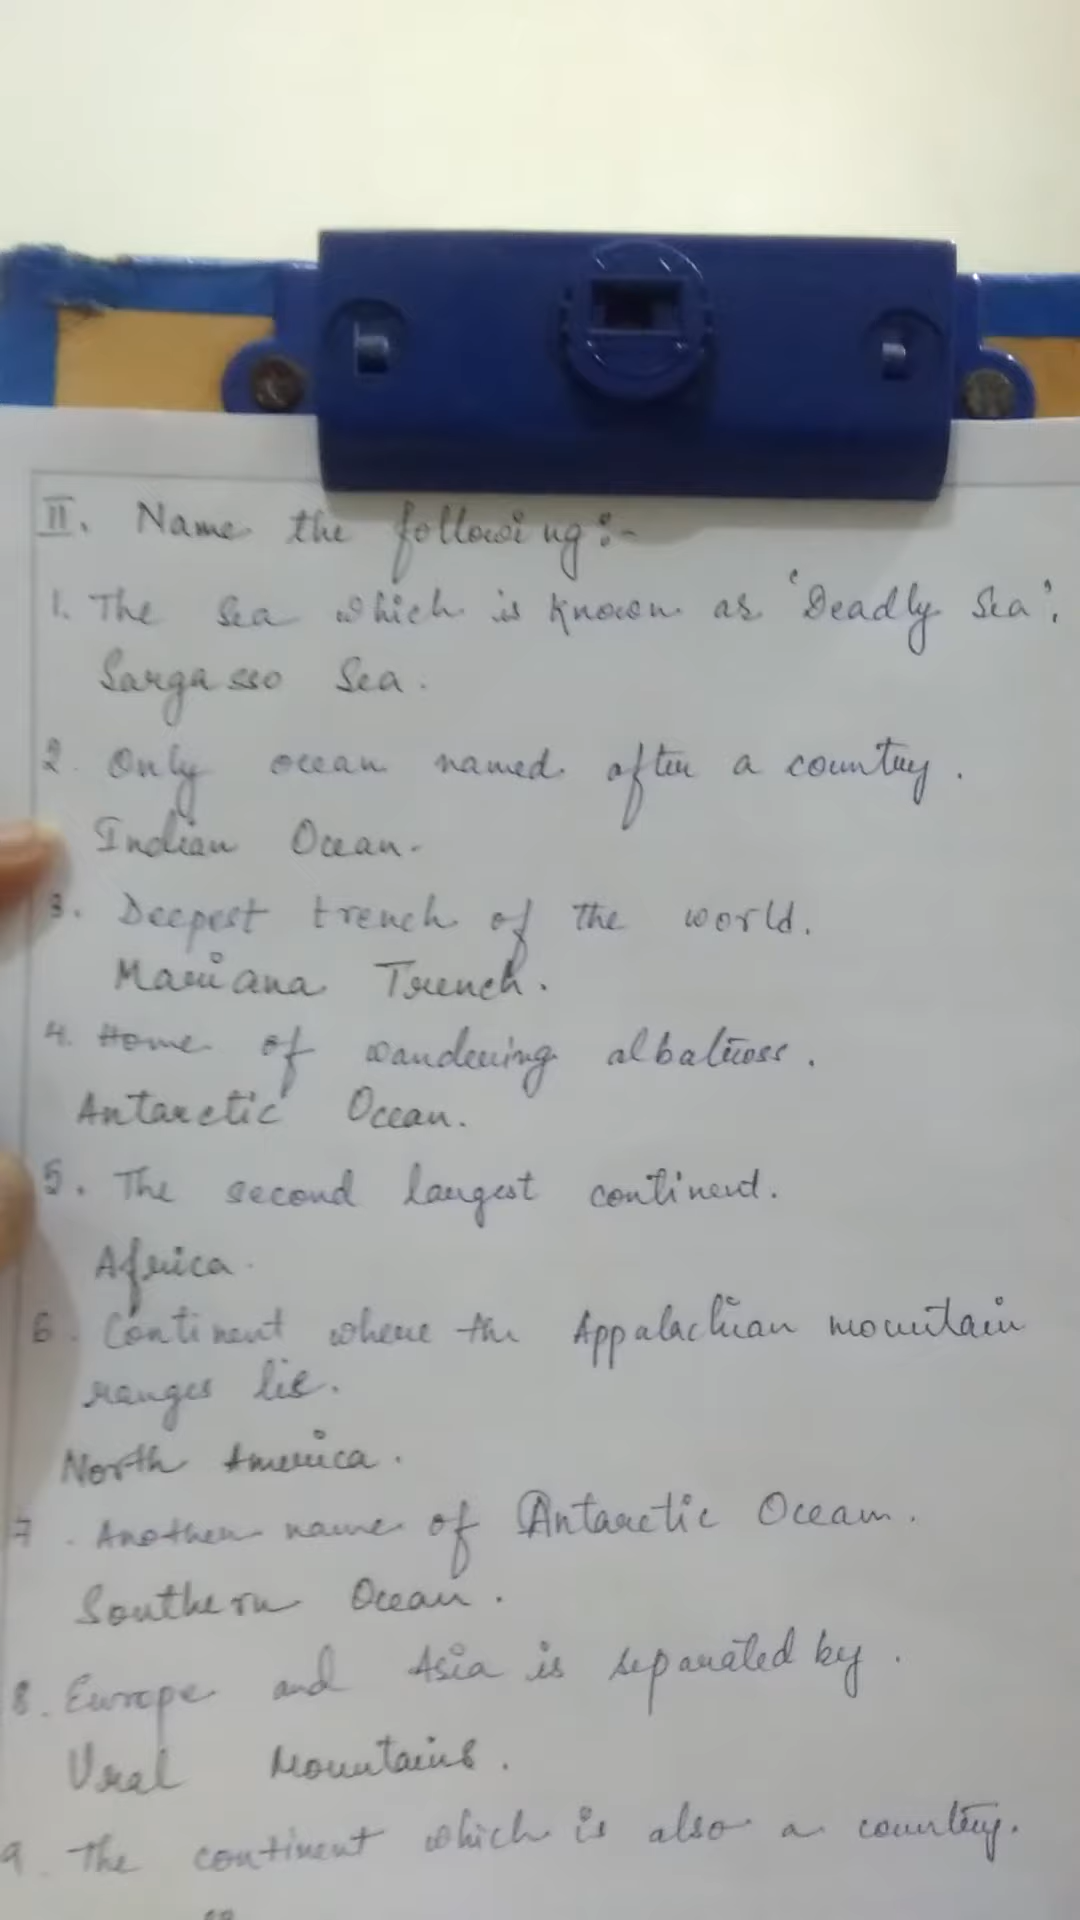 II. Name the following:-
1. The Sea which is known as 'Deadly Sea'.
Sargasso Sea.
2. Only ocean named after a country.
Indian Ocean.
3. Deepest trench of the world.
Mariana Trench.
4. Home of wandering albatross.
Antarctic Ocean.
5. The second largest continent.
Africa.
6. Continent where the Appalachian mountain
ranges lie.
North America.
7. Another name of Antarctic Ocean.
Southern Ocean.
8. Europe and Asia is separated by.
Ural Mountains.
9. The continent which is also a country.